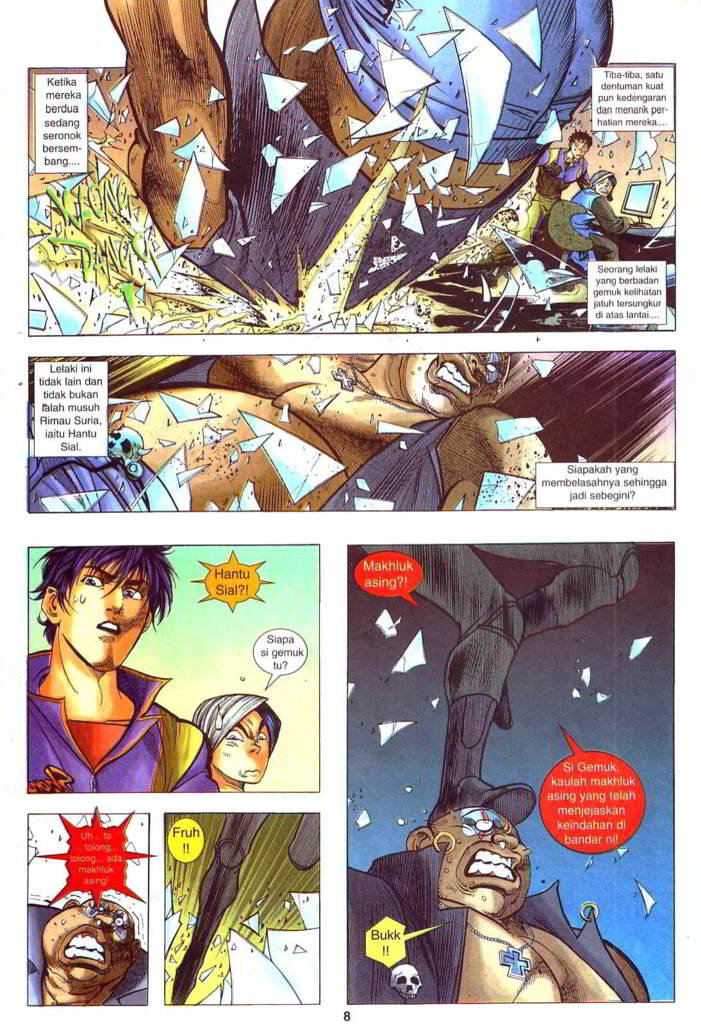 Ketika
mereka
berdua
sedang
seronok
bersem-
bang....
Tiba-tiba, satu
dentuman kuat
pun kedengaran
dan menarik per-
hatian mereka....
Seorang lelaki
yang berbadan
gemuk kelihatan
jatuh tersungkur
di atas lantai....
Lelaki ini
tidak lain dan
tidak bukan
ialah musuh
Rimau Suria,
iaitu Hantu
Sial.
Siapakah yang
membelasahnya sehingga
jadi sebegini?
Hantu
Sial?!
Siapa
si gemuk
tu?
Uh... to
... tolong...
tolong... ada
makhluk
asing!
Fruh
!!
Makhluk
asing?!
Si Gemuk,
kaulah makhluk
asing yang telah
menjejaskan
keindahan di
bandar ni!
Bukk
!!
8